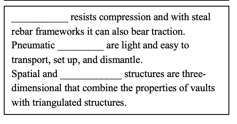 ____________ resists compression and with steal
rebar frameworks it can also bear traction.
Pneumatic __________ are light and easy to
transport, set up, and dismantle.
Spatial and _____________ structures are three-
dimensional that combine the properties of vaults
with triangulated structures.